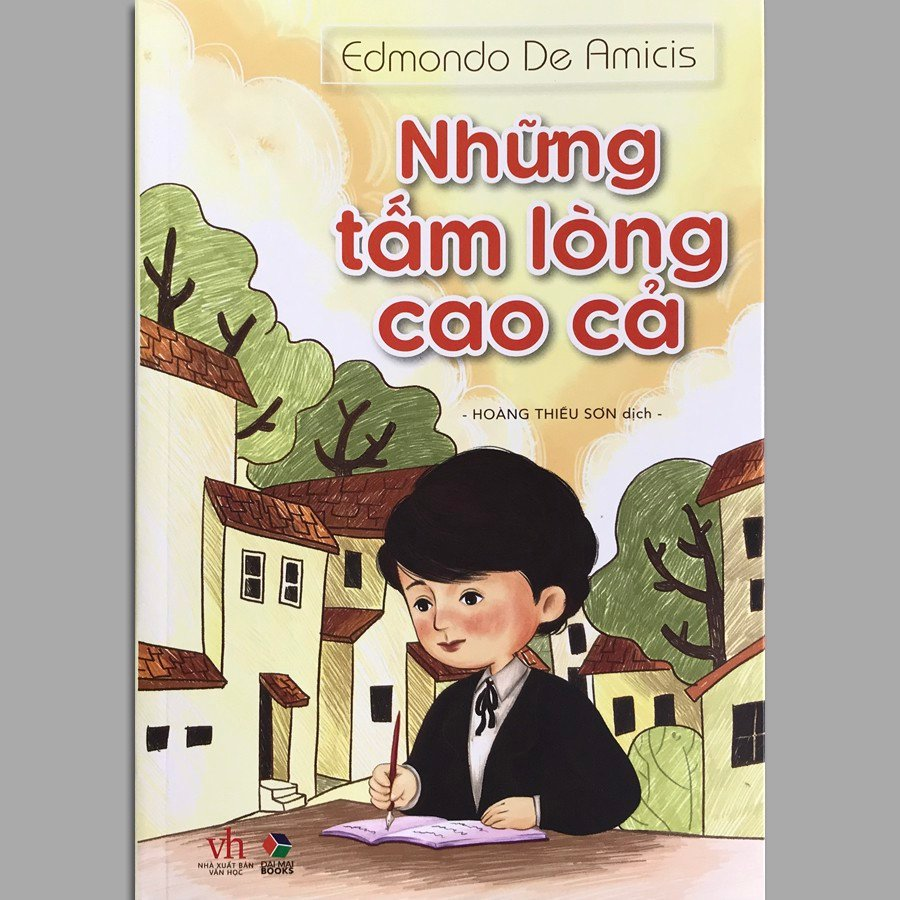 Edmondo De Amicis
Những
tấm lòng
cao cả
- HOÀNG THIẾU SƠN dịch -
vh
NHÀ XUẤT BẢN
VĂN HỌC
ĐẠI MAI
BOOKS